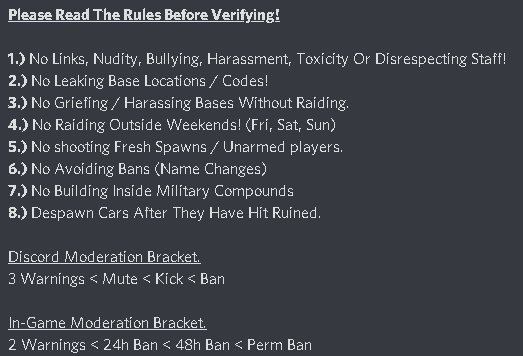 Please Read The Rules Before Verifying!
1.) No Links, Nudity, Bullying, Harassment, Toxicity Or Disrespecting Staff!
2.) No Leaking Base Locations / Codes!
3.) No Griefing / Harassing Bases Without Raiding.
4.) No Raiding Outside Weekends! (Fri, Sat, Sun)
5.) No shooting Fresh Spawns / Unarmed players.
6.) No Avoiding Bans (Name Changes)
7.) No Building Inside Military Compounds
8.) Despawn Cars After They Have Hit Ruined.
Discord Moderation Bracket.
3 Warnings < Mute < Kick < Ban
In-Game Moderation Bracket.
2 Warnings < 24h Ban < 48h Ban < Perm Ban